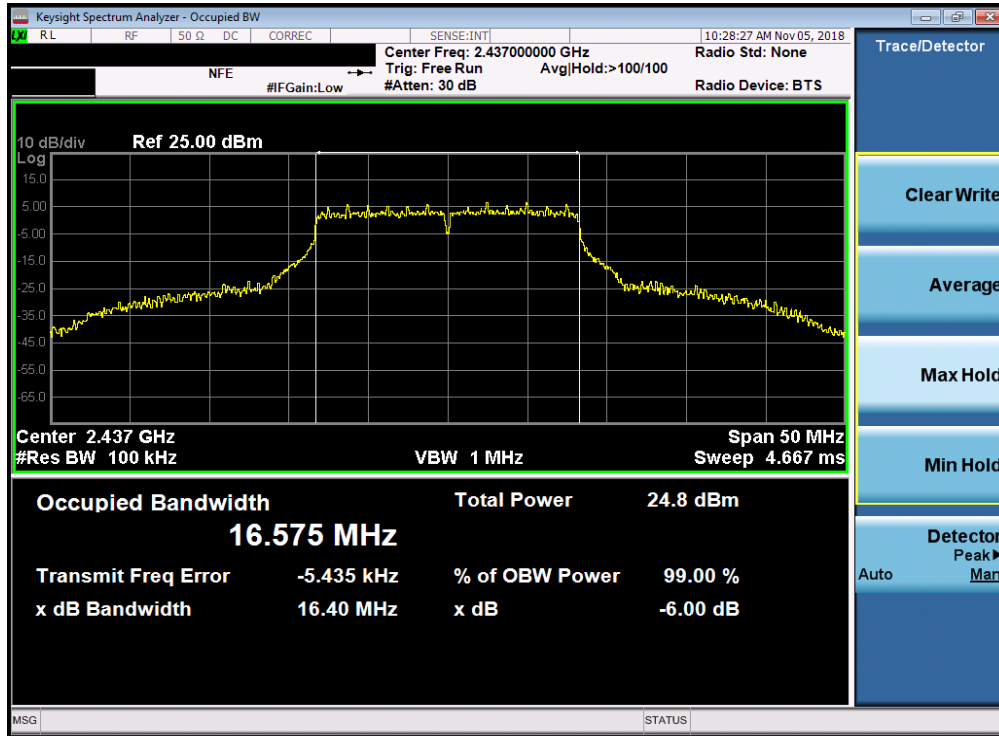 Keysight Spectrum Analyzer - Occupied BW
LXI RL RF 50 Ω DC CORREC SENSE:INT 10:28:27 AM Nov 05, 2018
Center Freq: 2.437000000 GHz Radio Std: None
NFE Trig: Free Run Avg|Hold:>100/100
#IFGain:Low #Atten: 30 dB Radio Device: BTS
Trace/Detector
10 dB/div Ref 25.00 dBm
Log
15.0
5.00
-5.00
-15.0
-25.0
-35.0
-45.0
-55.0
-65.0
Center 2.437 GHz Span 50 MHz
#Res BW 100 kHz VBW 1 MHz Sweep 4.667 ms
Occupied Bandwidth Total Power 24.8 dBm
16.575 MHz
Transmit Freq Error -5.435 kHz % of OBW Power 99.00 %
x dB Bandwidth 16.40 MHz x dB -6.00 dB
Clear Write
Average
Max Hold
Min Hold
Detector
Peak
Auto Man
MSG STATUS